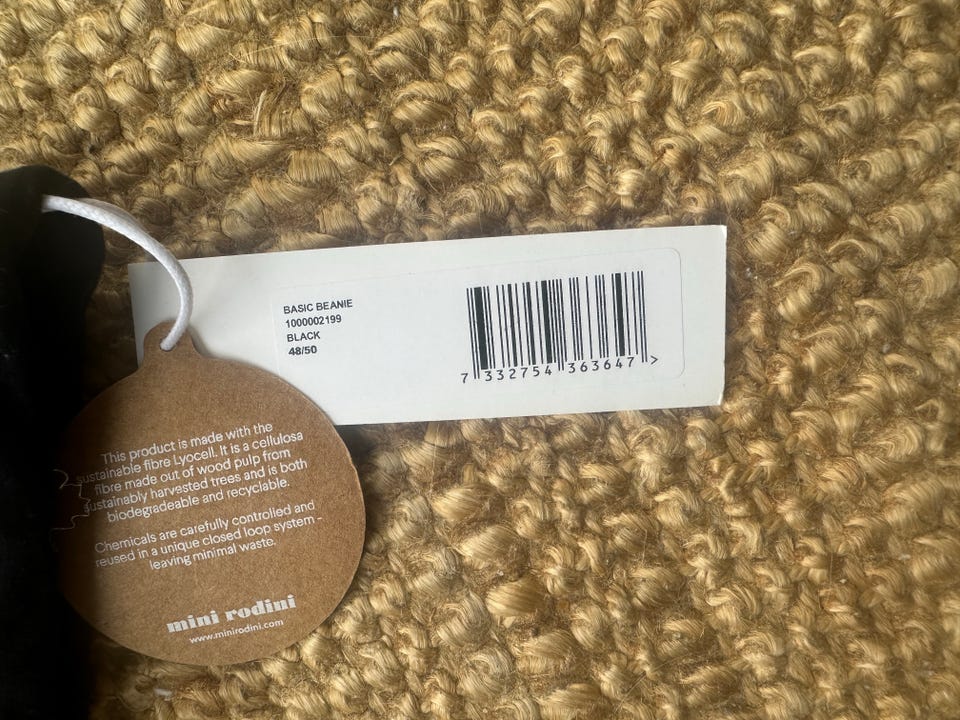 BASIC BEANIE
1000002199
BLACK
48/50
7 332754 363647 >
This product is made with the
sustainable fibre Lyocell. It is a cellulosa
fibre made out of wood pulp from
sustainably harvested trees and is both
biodegradeable and recyclable.
Chemicals are carefully controlled and
reused in a unique closed loop system -
leaving minimal waste.
mini rodini
www.minirodini.com